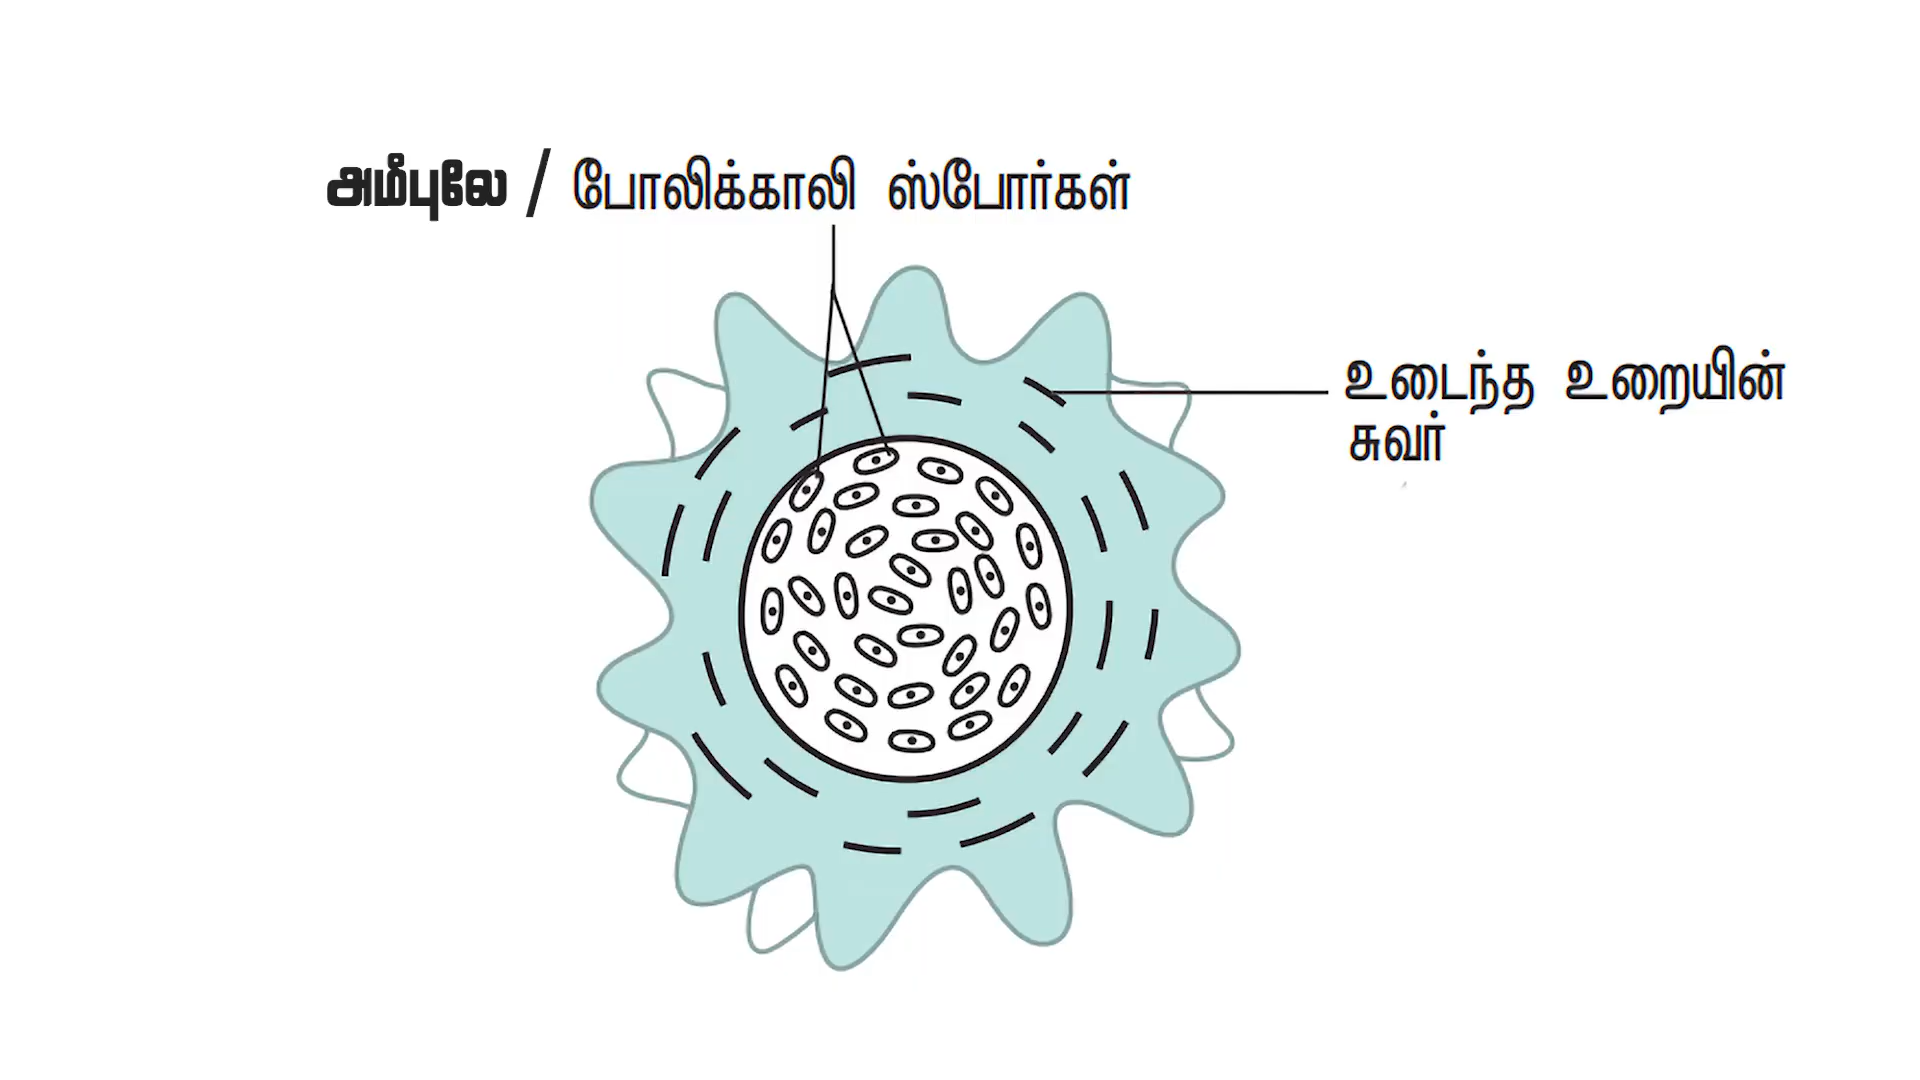 அமீபுலே / போலிக்காலி ஸ்போர்கள்
உடைந்த உறையின்
சுவர்